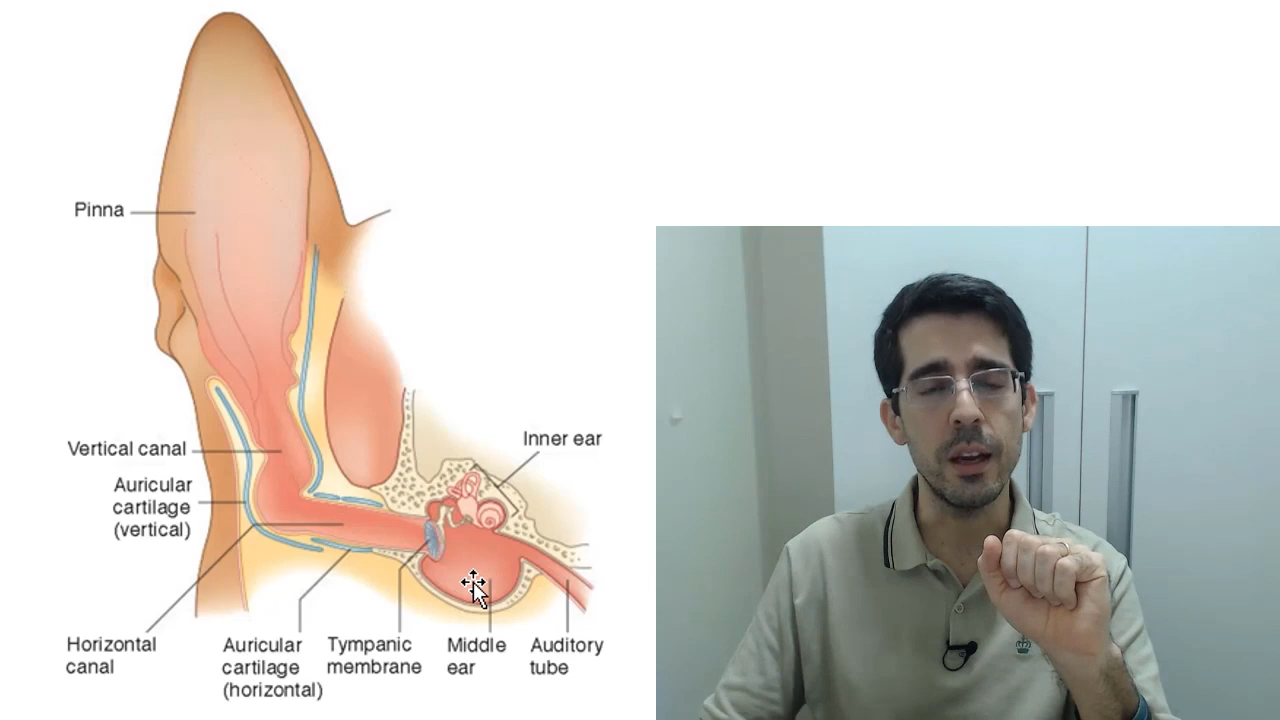 Pinna
Vertical canal
Auricular
cartilage
(vertical)
Inner ear
Horizontal
canal
Auricular
cartilage
(horizontal)
Tympanic
membrane
Middle
ear
Auditory
tube